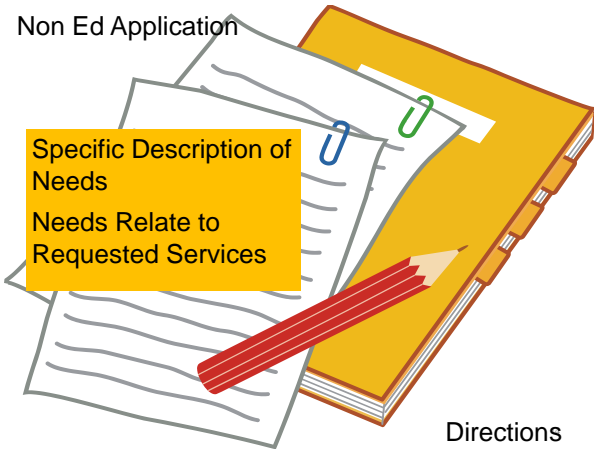 Non Ed Application
Specific Description of
Needs
Needs Relate to
Requested Services
Directions